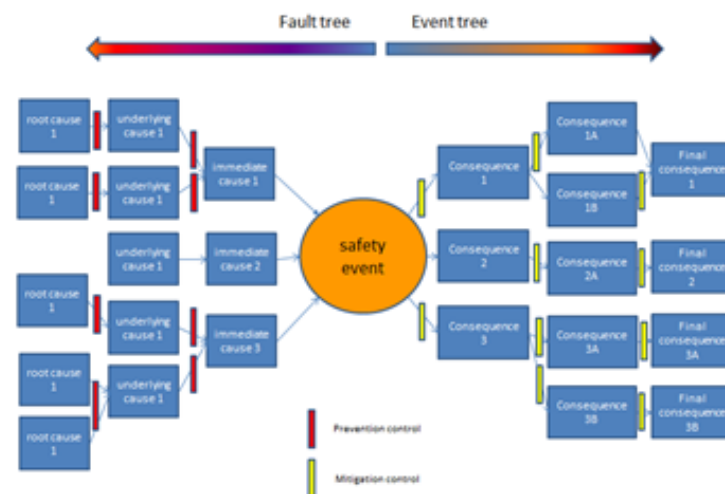 Fault tree
Event tree
root cause
1
underlying
cause 1
root cause
1
underlying
cause 1
immediate
cause 1
underlying
cause 1
immediate
cause 2
root cause
1
underlying
cause 1
immediate
cause 3
root cause
1
underlying
cause 1
root cause
1
safety
event
Consequence
1
Consequence
1A
Consequence
1B
Final
consequence
1
Consequence
2
Consequence
2A
Final
consequence
2
Consequence
3
Consequence
3A
Final
consequence
3A
Consequence
3B
Final
consequence
3B
Prevention control
Mitigation control